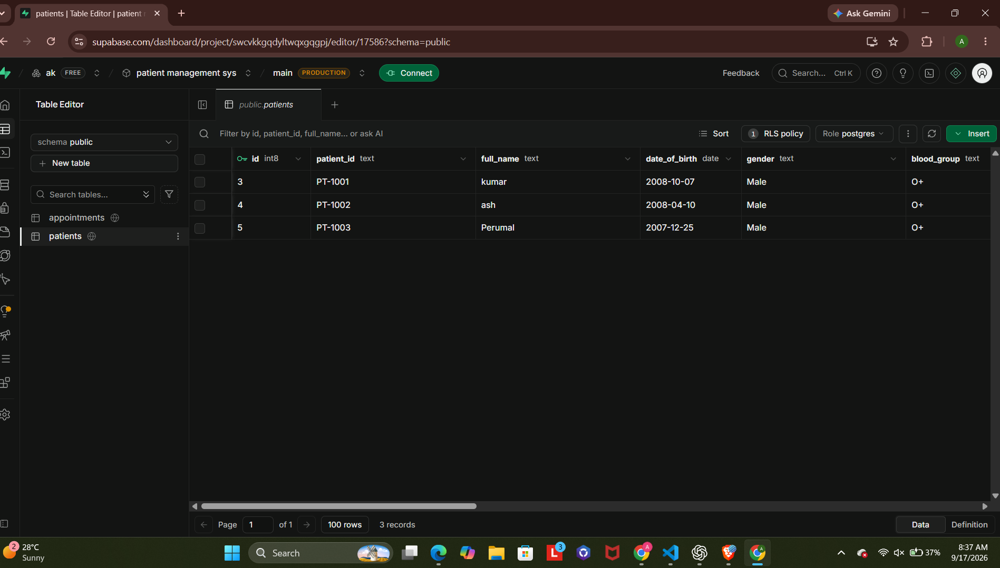 patients | Table Editor | patient
Ask Gemini
supabase.com/dashboard/project/swcvkkgqdyltwqxgqgpj/editor/17586?schema=public
A
ak FREE
patient management sys
main PRODUCTION
Connect
Feedback
Search... Ctrl K
Table Editor
public.patients
schema public
New table
Search tables...
appointments
patients
Filter by id, patient_id, full_name... or ask AI
Sort
1 RLS policy
Role postgres
Insert
id int8 patient_id text full_name text date_of_birth date gender text blood_group text
3 PT-1001 kumar 2008-10-07 Male O+
4 PT-1002 ash 2008-04-10 Male O+
5 PT-1003 Perumal 2007-12-25 Male O+
Page 1 of 1 100 rows 3 records
Data Definition
2
28°C
Sunny
Search
L 3
A
A
37%
8:37 AM
9/17/2026